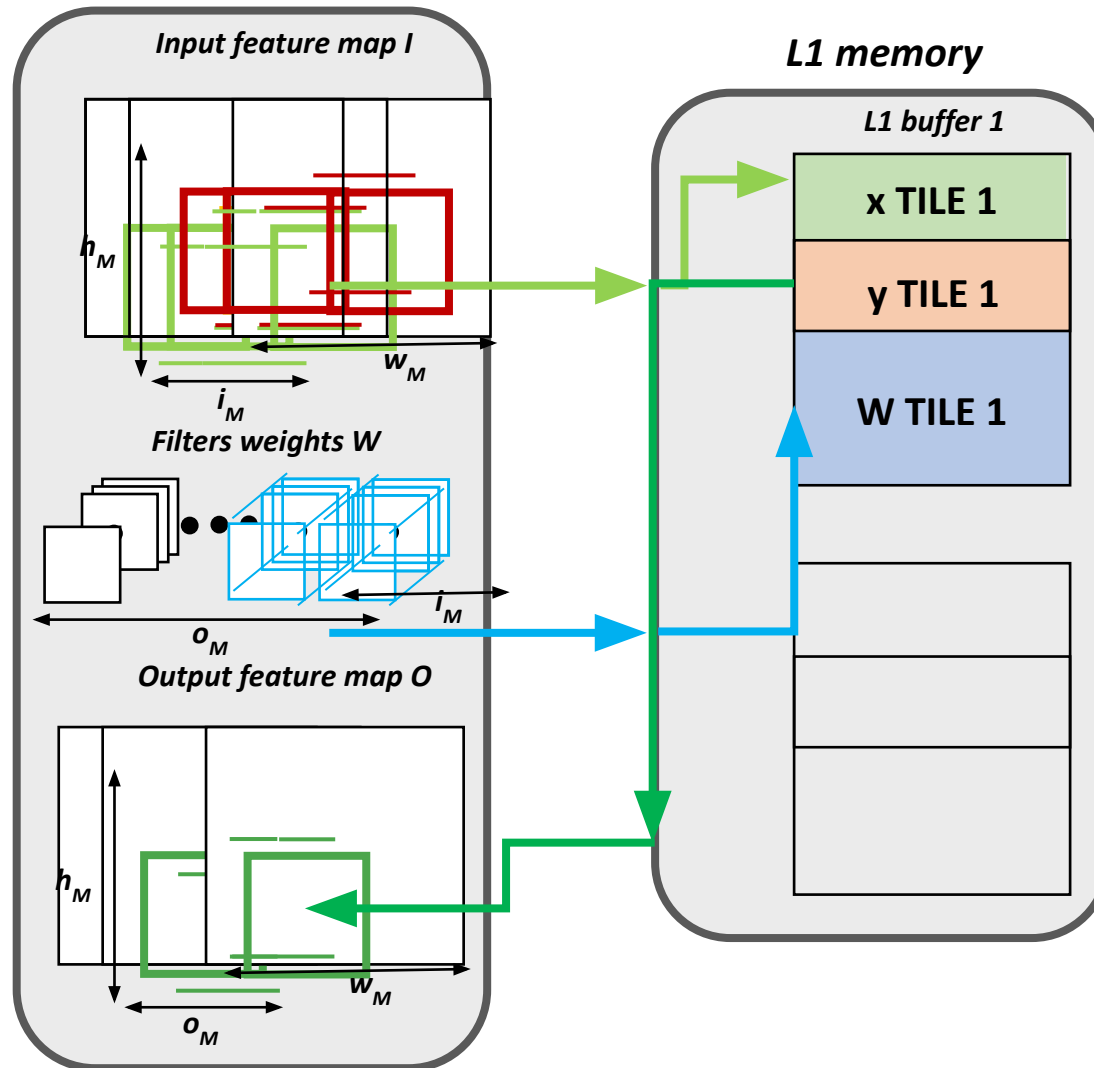 Input feature map I
h_M
w_M
i_M
Filters weights W
i_M
o_M
Output feature map O
h_M
w_M
o_M
L1 memory
L1 buffer 1
x TILE 1
y TILE 1
W TILE 1